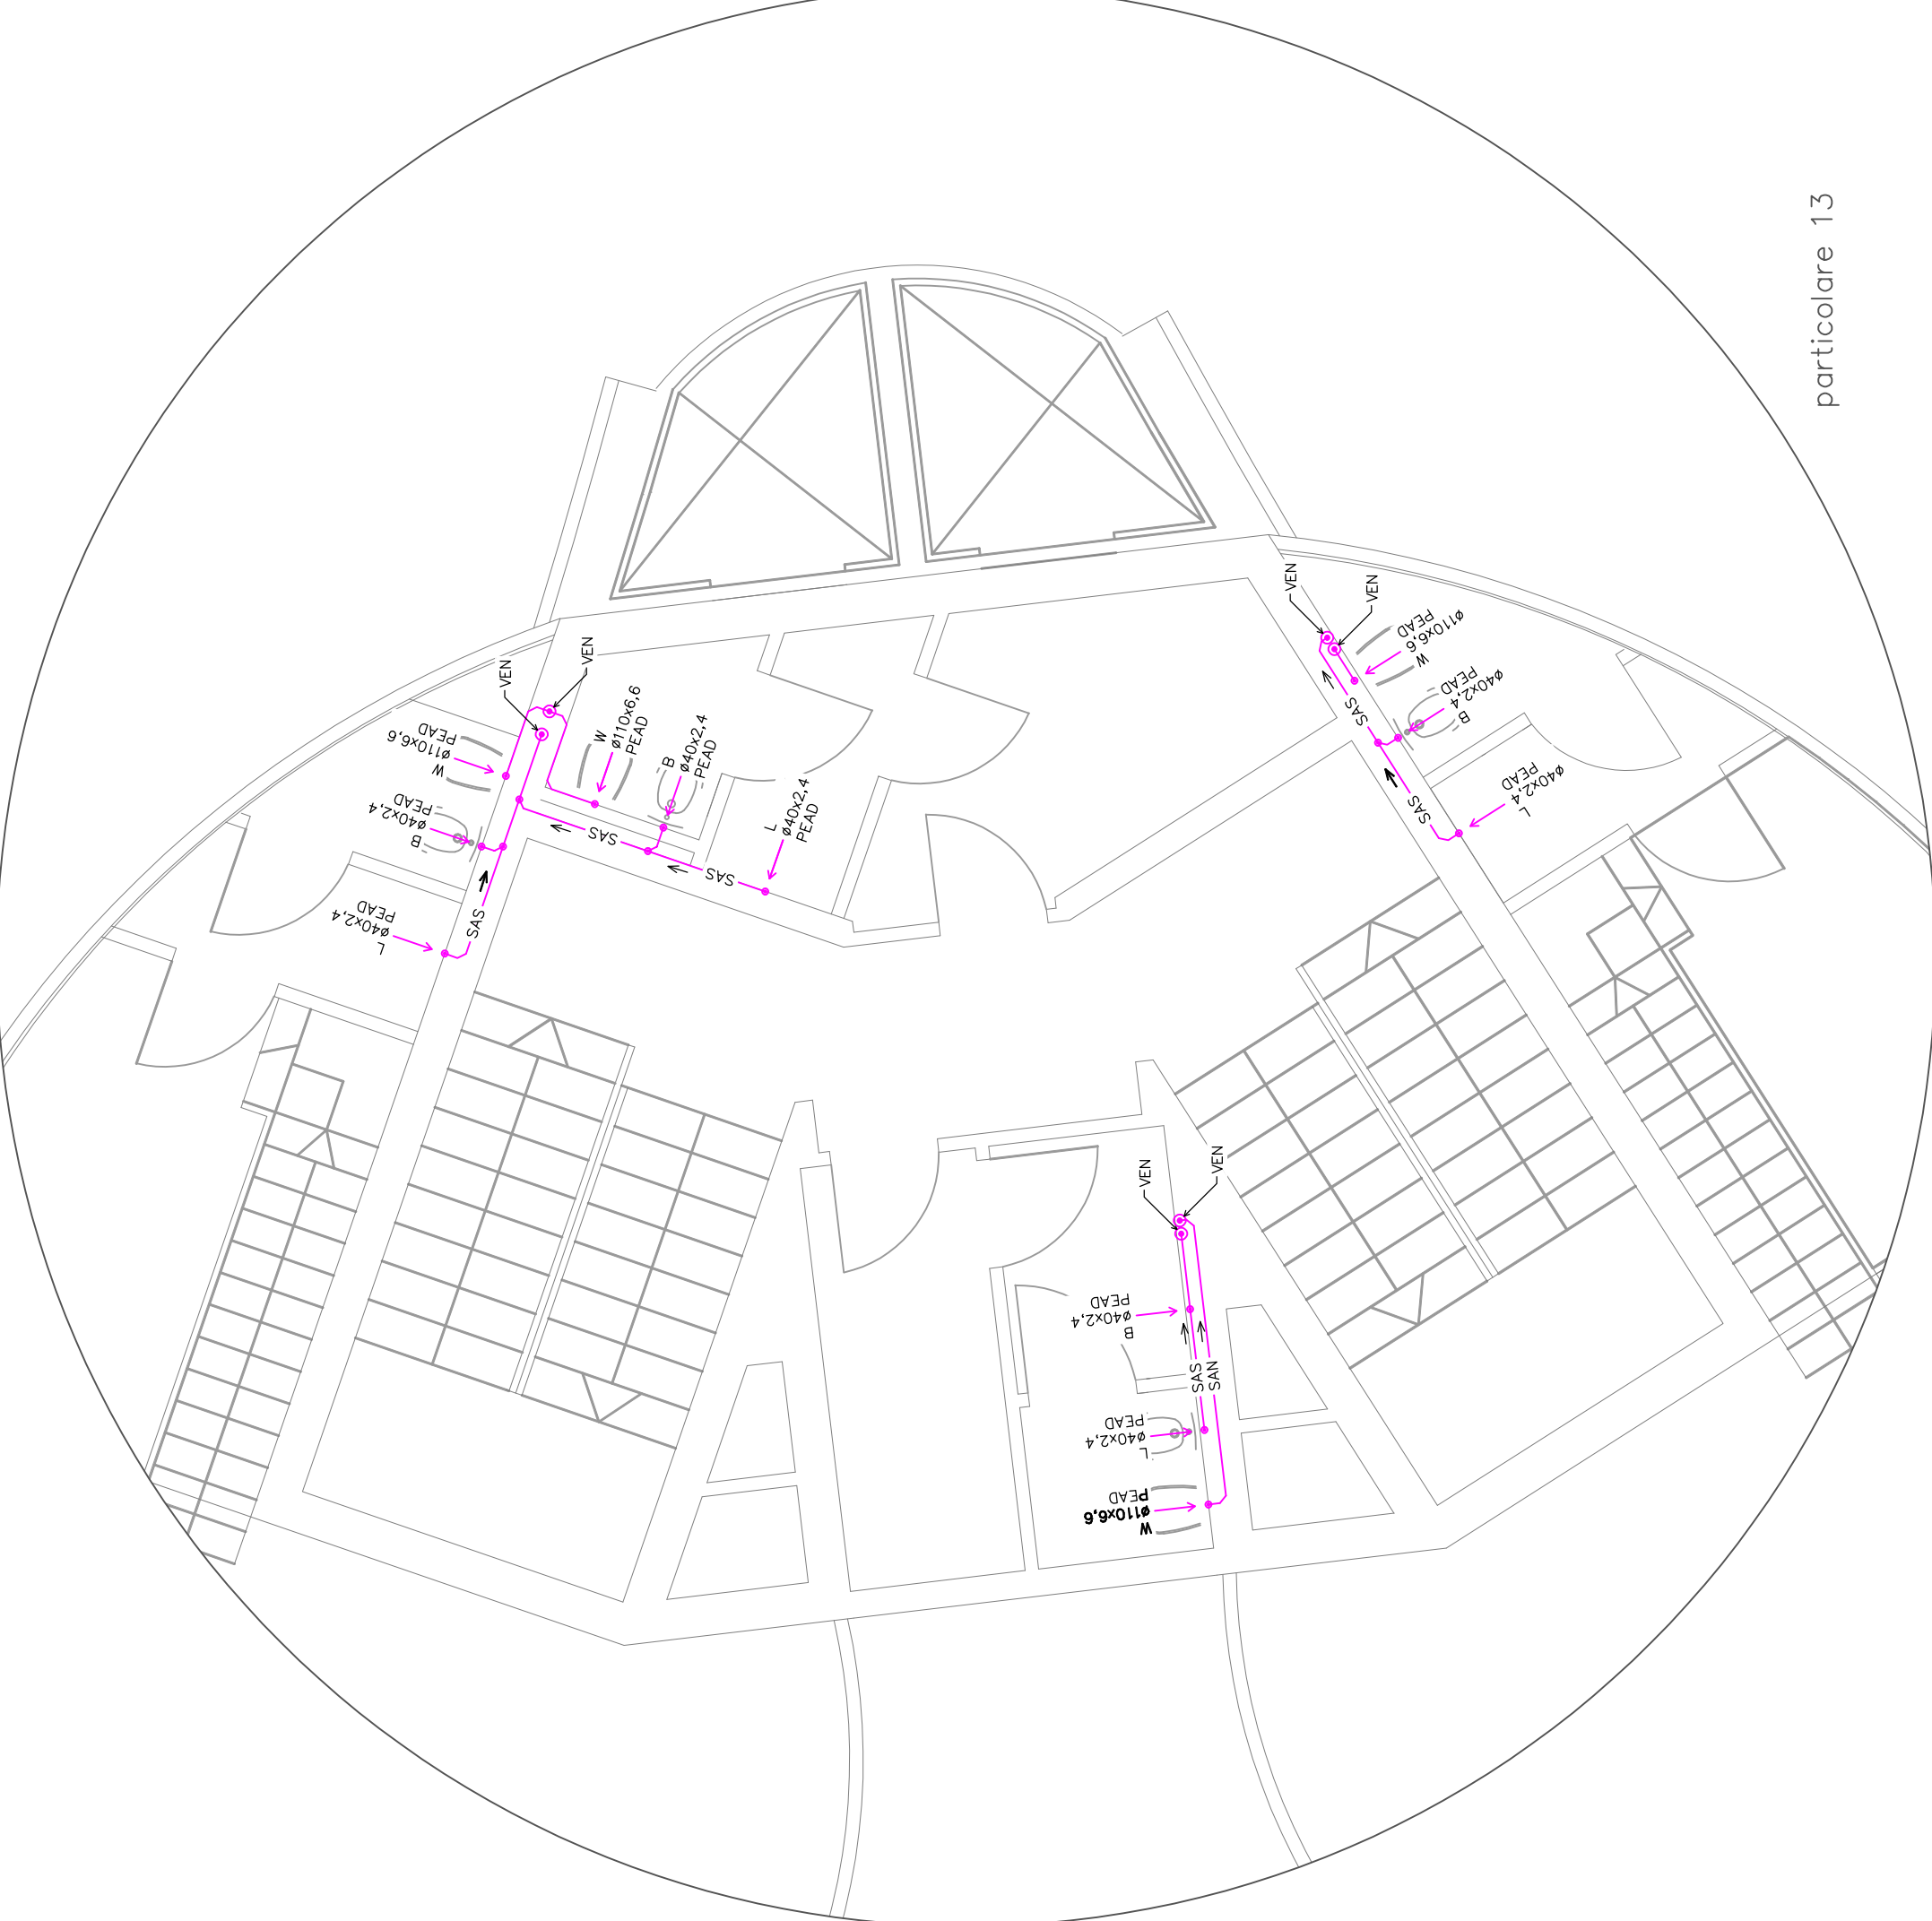 particolare 13
VEN
VEN
W
ø110x6,6
PEAD
B
ø40x2,4
PEAD
L
ø40x2,4
PEAD
SAS
W
ø110x6,6
PEAD
B
ø40x2,4
PEAD
L
ø40x2,4
PEAD
SAS
SAS
VEN
VEN
W
ø110x6,6
PEAD
B
ø40x2,4
PEAD
L
ø40x2,4
PEAD
SAS
SAS
VEN
VEN
B
ø40x2,4
PEAD
SAS
SAN
L
ø40x2,4
PEAD
W
ø110x6,6
PEAD